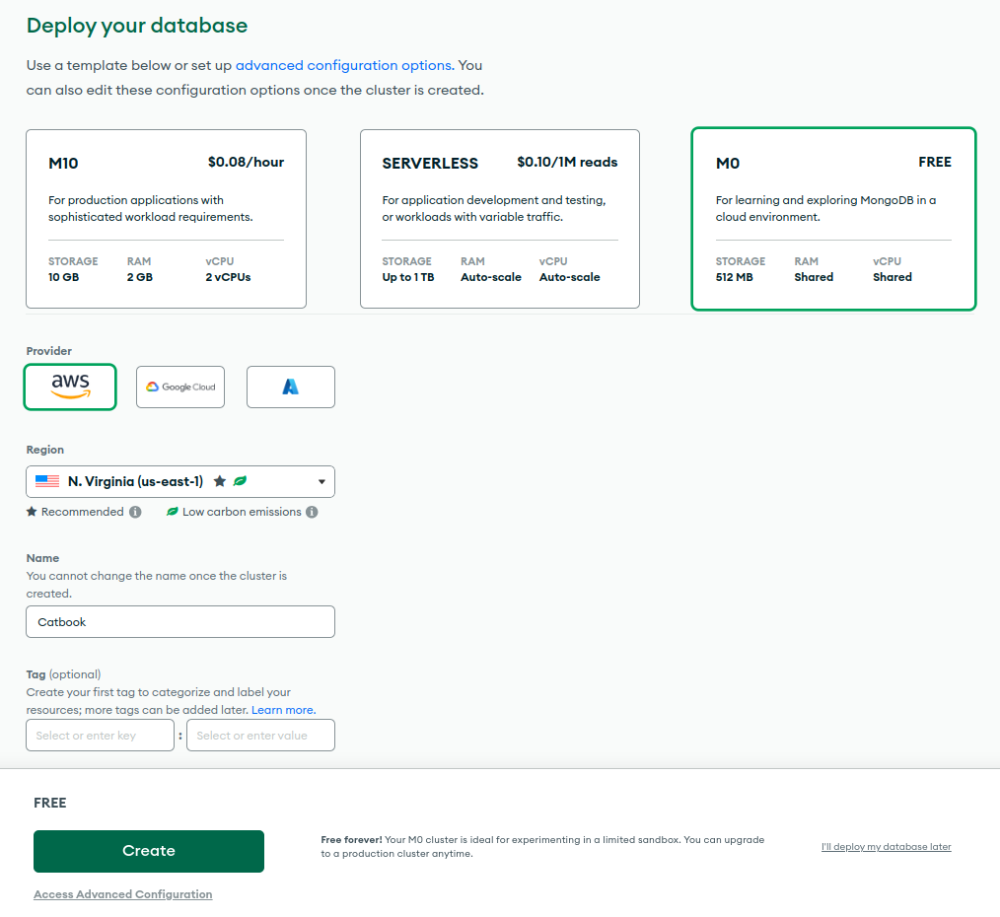 Deploy your database
Use a template below or set up advanced configuration options. You
can also edit these configuration options once the cluster is created.
M10 $0.08/hour
For production applications with
sophisticated workload requirements.
STORAGE RAM vCPU
10 GB 2 GB 2 vCPUs
SERVERLESS $0.10/1M reads
For application development and testing,
or workloads with variable traffic.
STORAGE RAM vCPU
Up to 1 TB Auto-scale Auto-scale
M0 FREE
For learning and exploring MongoDB in a
cloud environment.
STORAGE RAM vCPU
512 MB Shared Shared
Provider
aws
Google Cloud
Region
N. Virginia (us-east-1)
Recommended Low carbon emissions
Name
You cannot change the name once the cluster is
created.
Catbook
Tag (optional)
Create your first tag to categorize and label your
resources; more tags can be added later. Learn more.
Select or enter key : Select or enter value
FREE
Create
Access Advanced Configuration
Free forever! Your M0 cluster is ideal for experimenting in a limited sandbox. You can upgrade
to a production cluster anytime.
I'll deploy my database later